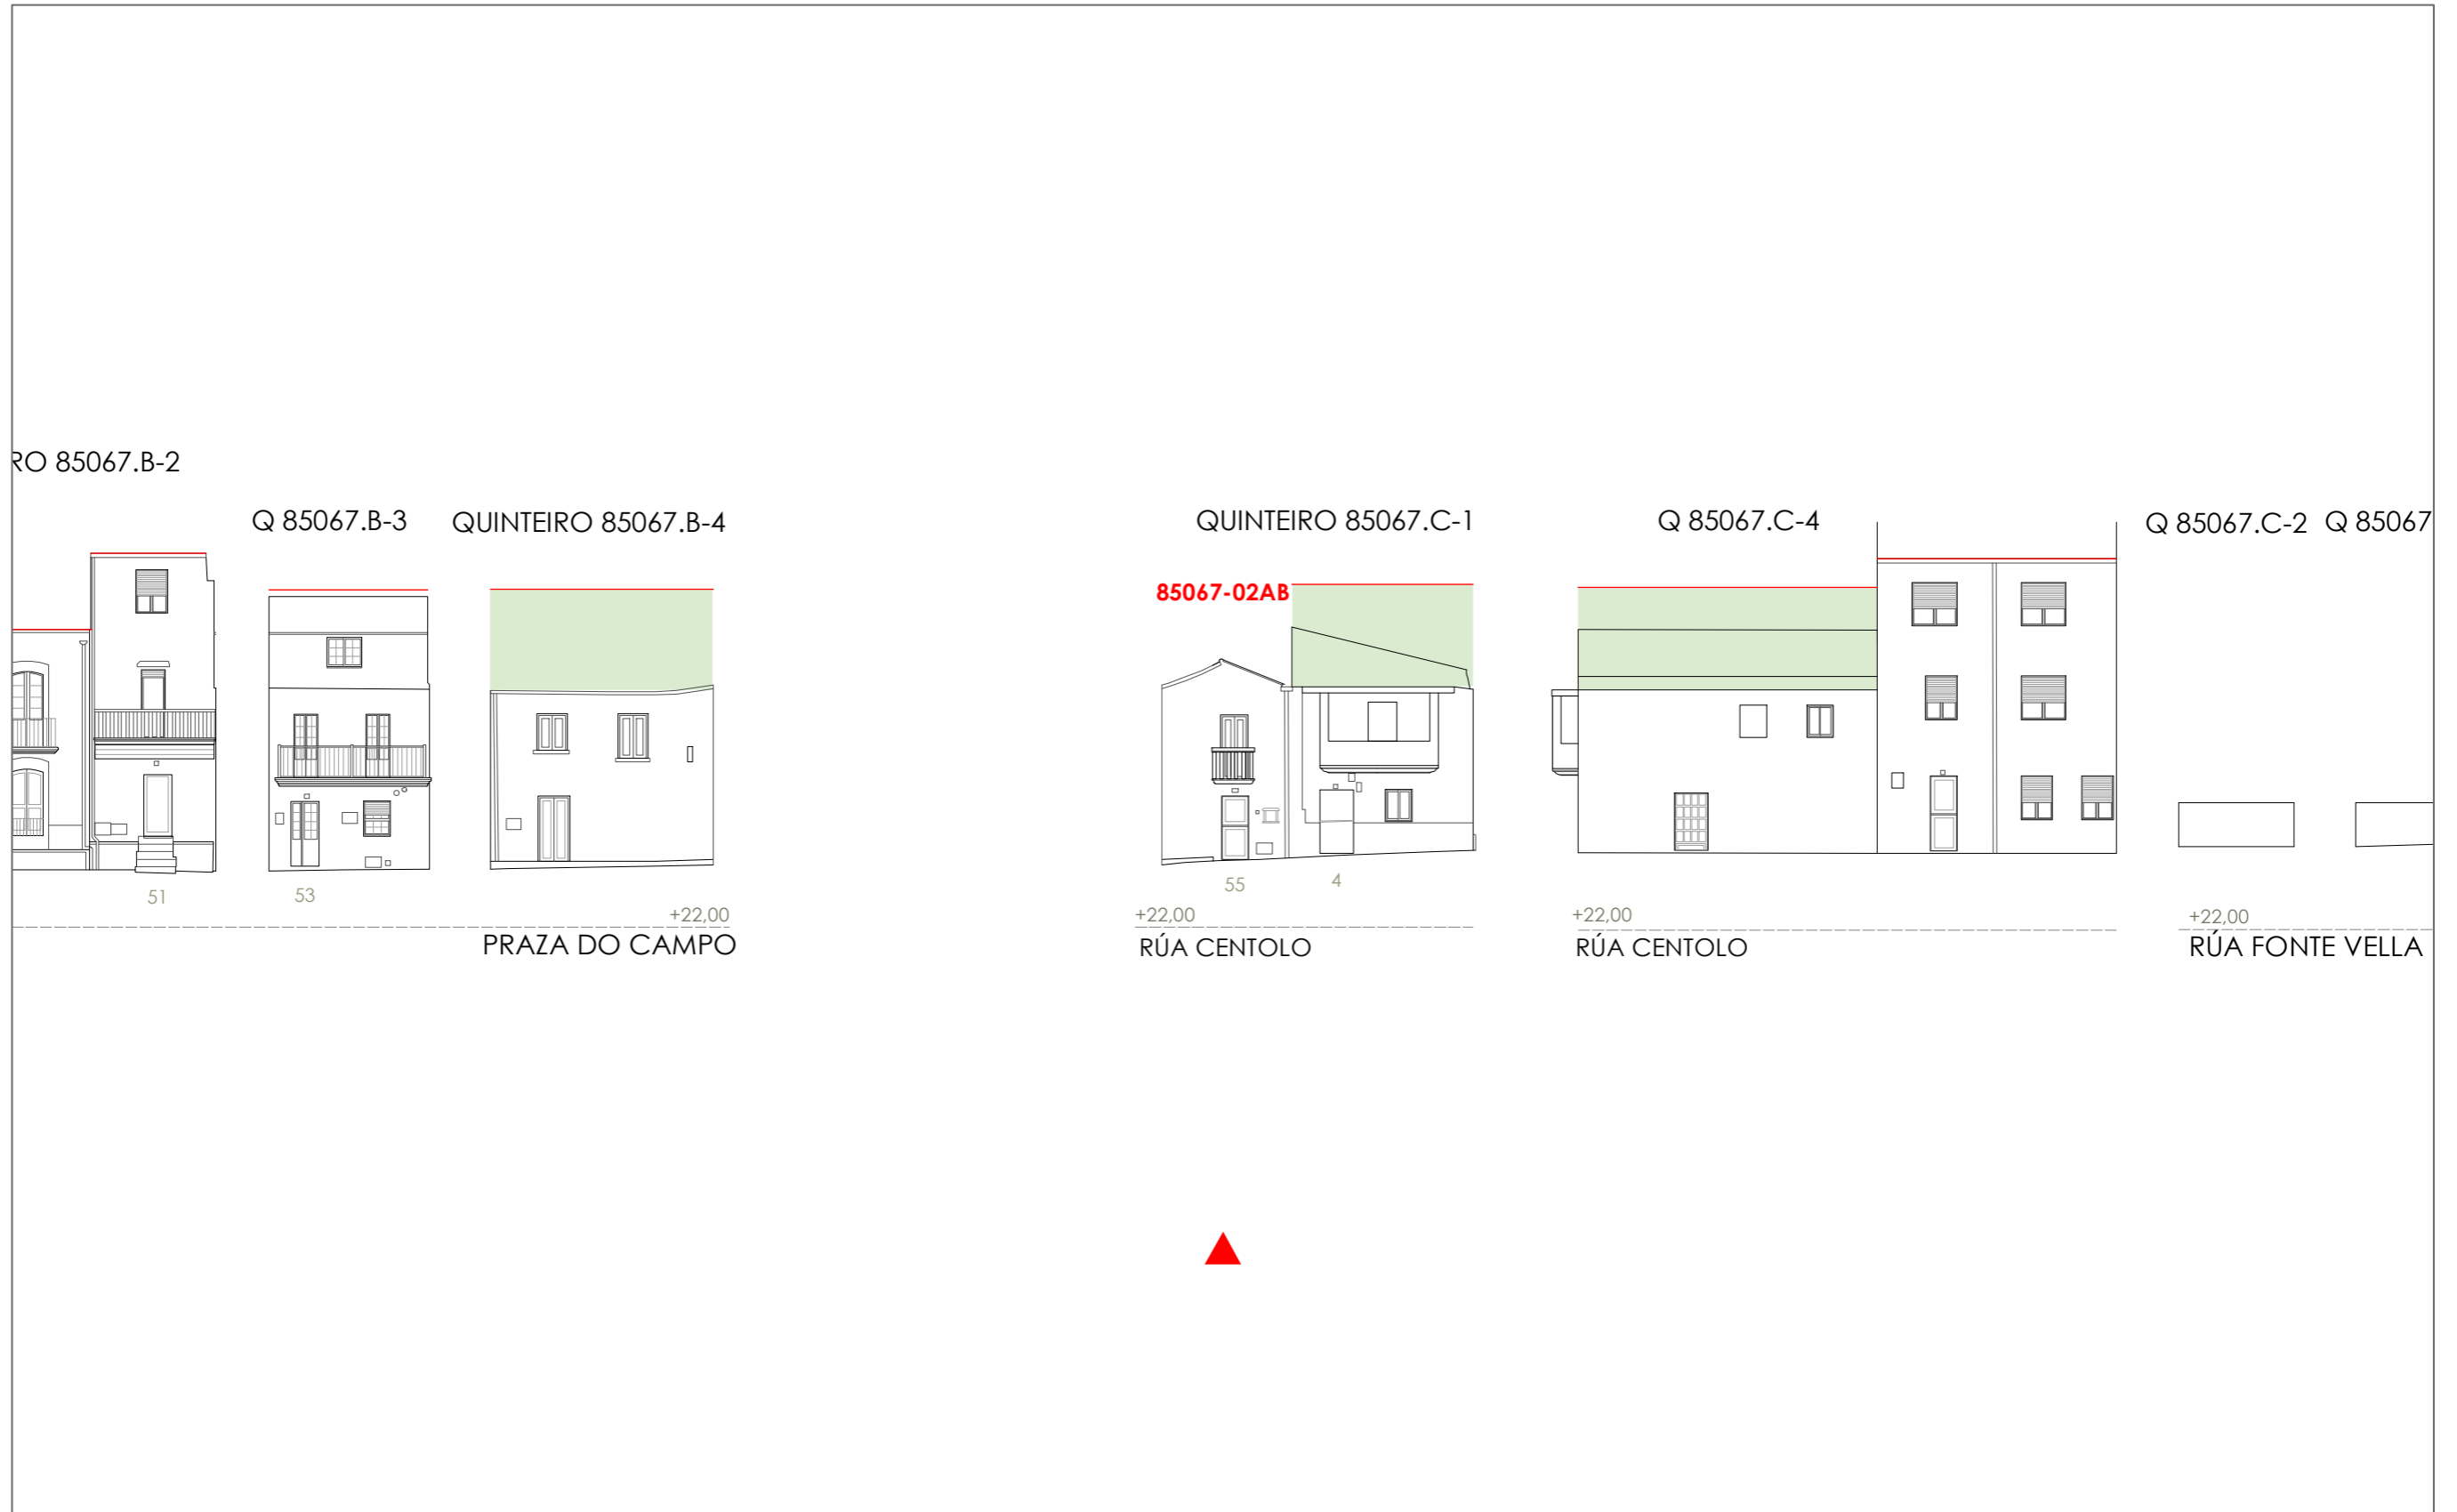 RO 85067.B-2
Q 85067.B-3
QUINTEIRO 85067.B-4
QUINTEIRO 85067.C-1
Q 85067.C-4
Q 85067.C-2
Q 85067
85067-02AB
51
53
55
4
+22,00
+22,00
+22,00
+22,00
PRAZA DO CAMPO
RÚA CENTOLO
RÚA CENTOLO
RÚA FONTE VELLA